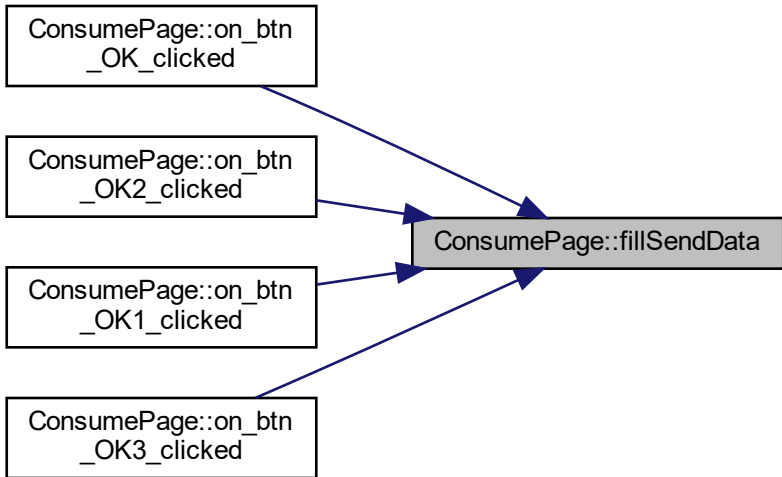 ConsumePage::on_btn
_OK_clicked
ConsumePage::on_btn
_OK2_clicked
ConsumePage::fillSendData
ConsumePage::on_btn
_OK1_clicked
ConsumePage::on_btn
_OK3_clicked